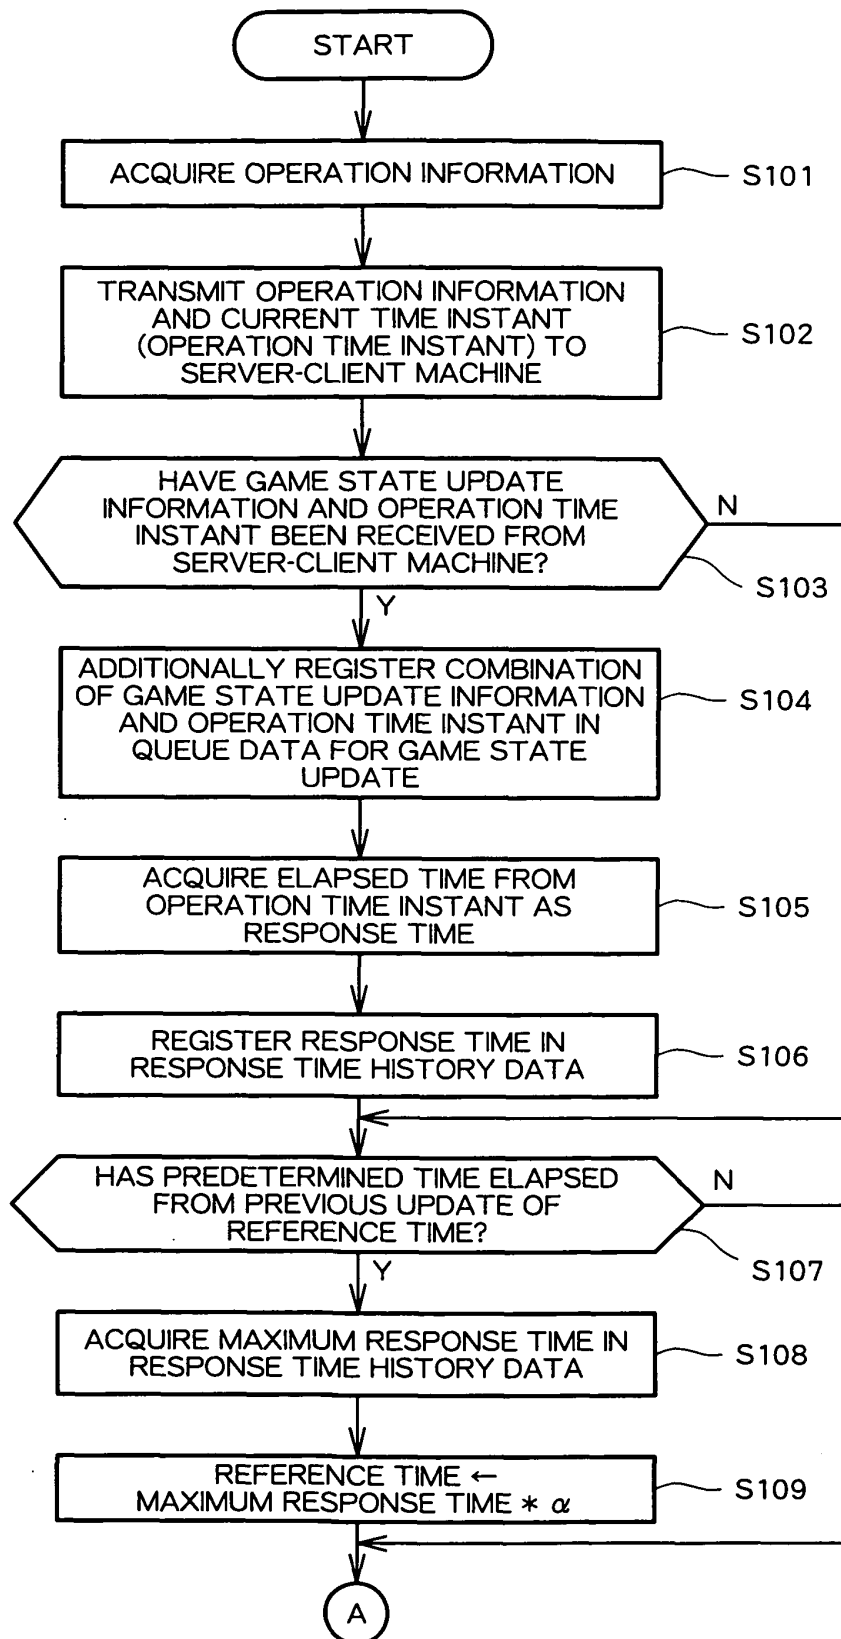 START
ACQUIRE OPERATION INFORMATION
S101
TRANSMIT OPERATION INFORMATION
AND CURRENT TIME INSTANT
(OPERATION TIME INSTANT) TO
SERVER-CLIENT MACHINE
S102
HAVE GAME STATE UPDATE
INFORMATION AND OPERATION TIME
INSTANT BEEN RECEIVED FROM
SERVER-CLIENT MACHINE?
N
S103
Y
ADDITIONALLY REGISTER COMBINATION
OF GAME STATE UPDATE INFORMATION
AND OPERATION TIME INSTANT IN
QUEUE DATA FOR GAME STATE
UPDATE
S104
ACQUIRE ELAPSED TIME FROM
OPERATION TIME INSTANT AS
RESPONSE TIME
S105
REGISTER RESPONSE TIME IN
RESPONSE TIME HISTORY DATA
S106
HAS PREDETERMINED TIME ELAPSED
FROM PREVIOUS UPDATE OF
REFERENCE TIME?
N
S107
Y
ACQUIRE MAXIMUM RESPONSE TIME IN
RESPONSE TIME HISTORY DATA
S108
REFERENCE TIME ←
MAXIMUM RESPONSE TIME * α
S109
A